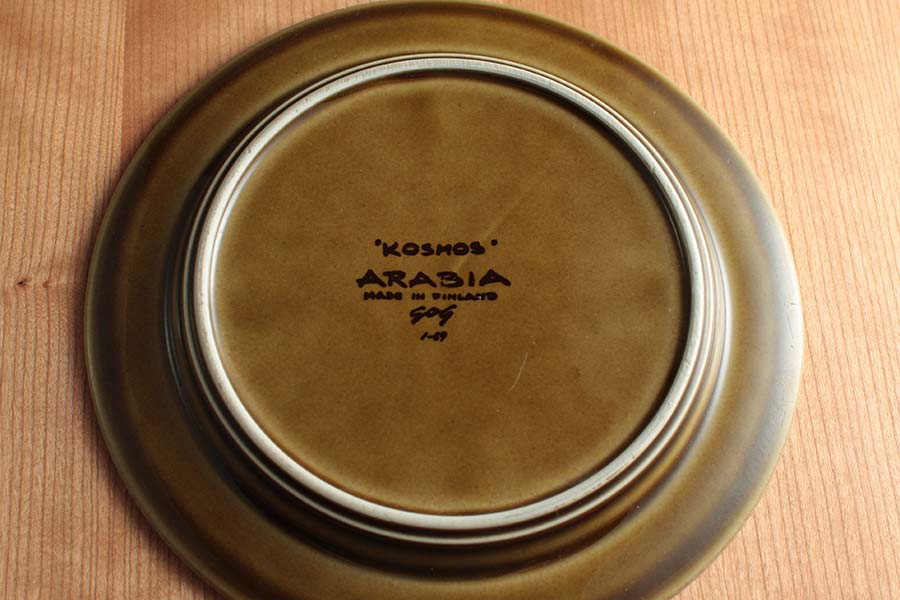 "KOSMOS"
ARABIA
MADE IN FINLAND
GOG
1-69